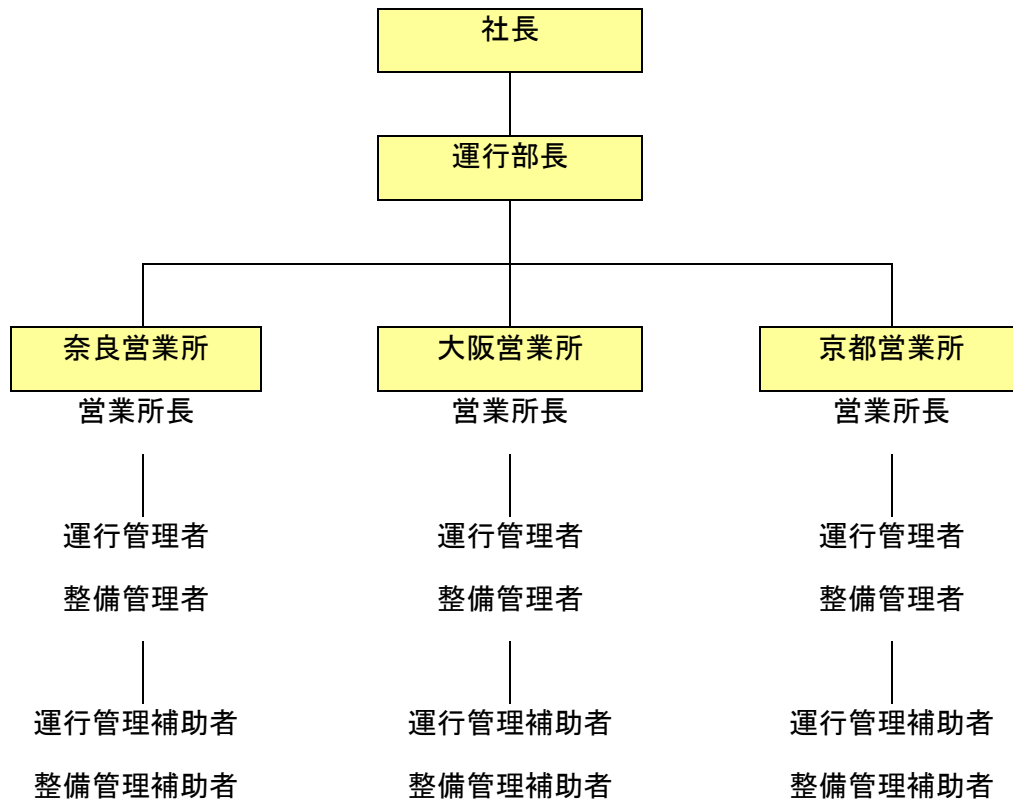 社長
運行部長
奈良営業所 大阪営業所 京都営業所
営業所長 営業所長 営業所長
運行管理者 運行管理者 運行管理者
整備管理者 整備管理者 整備管理者
運行管理補助者 運行管理補助者 運行管理補助者
整備管理補助者 整備管理補助者 整備管理補助者